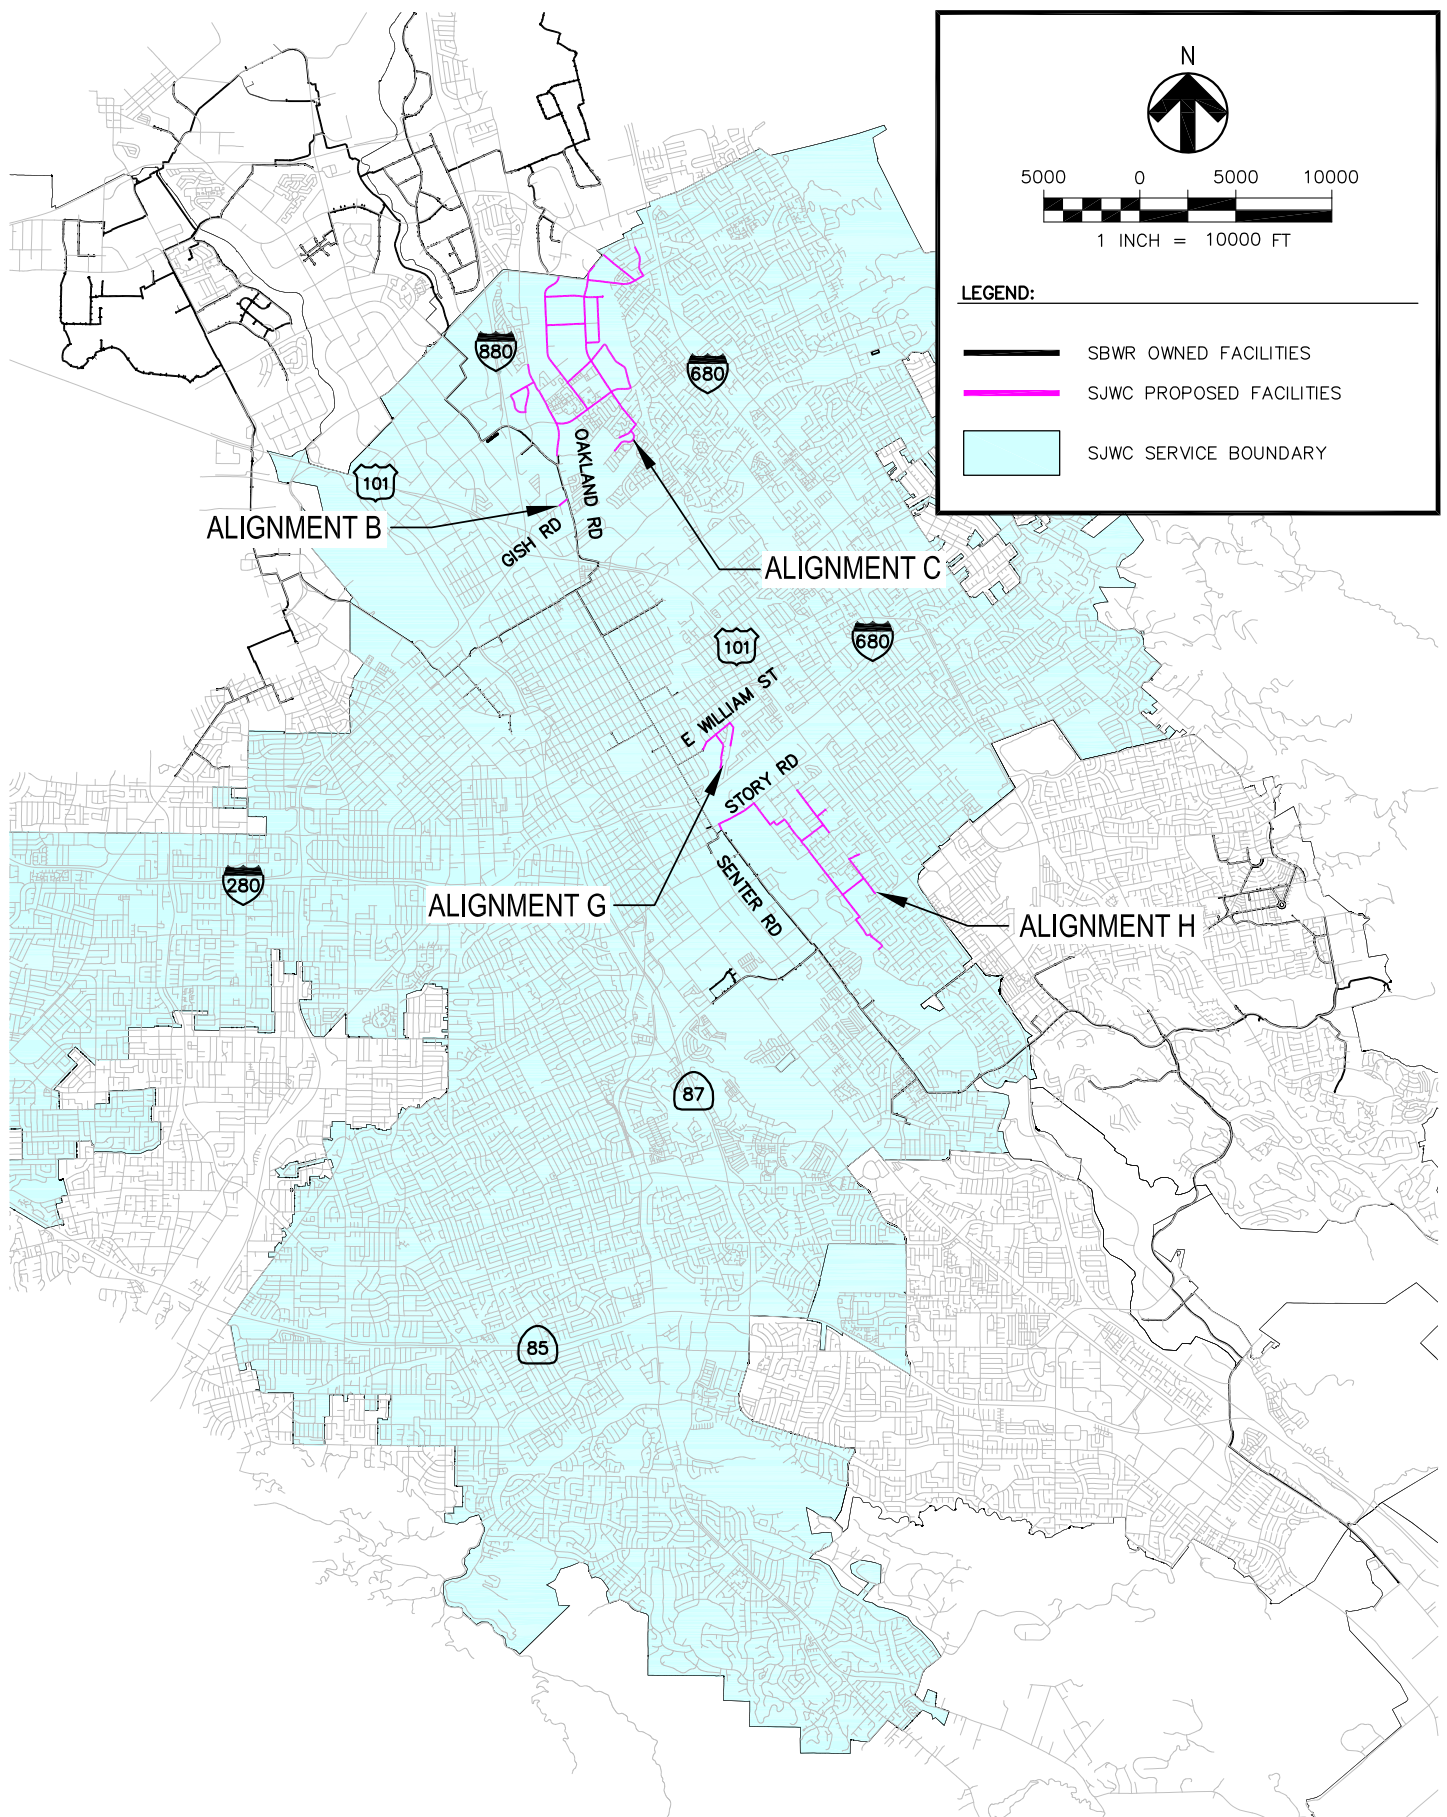 N
5000 0 5000 10000
1 INCH = 10000 FT
LEGEND:
SBWR OWNED FACILITIES
SJWC PROPOSED FACILITIES
SJWC SERVICE BOUNDARY
880
680
OAKLAND RD
101
ALIGNMENT B
GISH RD
ALIGNMENT C
101
680
E WILLIAM ST
STORY RD
280
SENTER RD
ALIGNMENT G
ALIGNMENT H
87
85